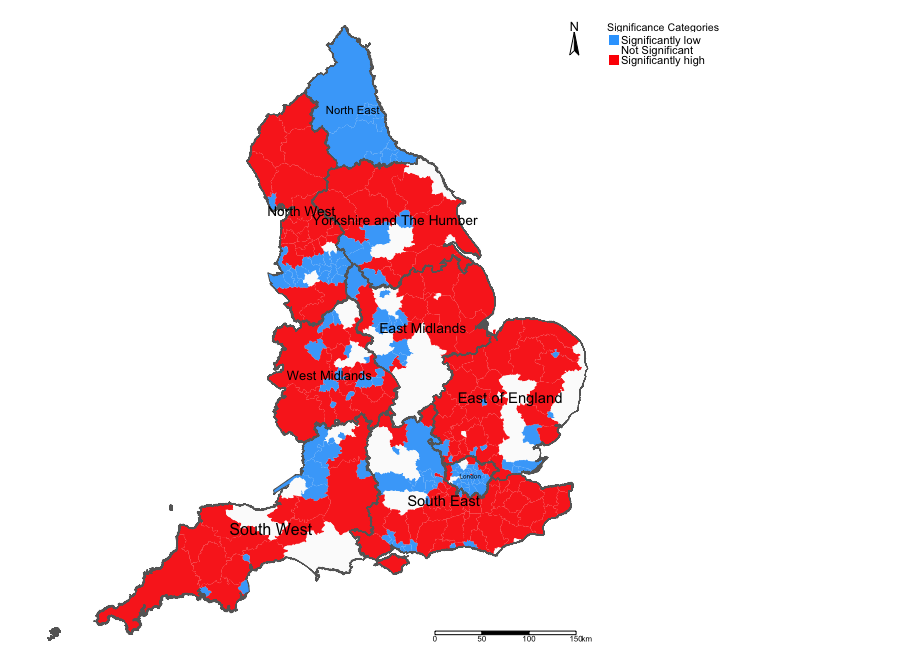 N
Significance Categories
Significantly low
Not Significant
Significantly high
North East
North West
Yorkshire and The Humber
East Midlands
West Midlands
East of England
London
South East
South West
0 50 100 150km